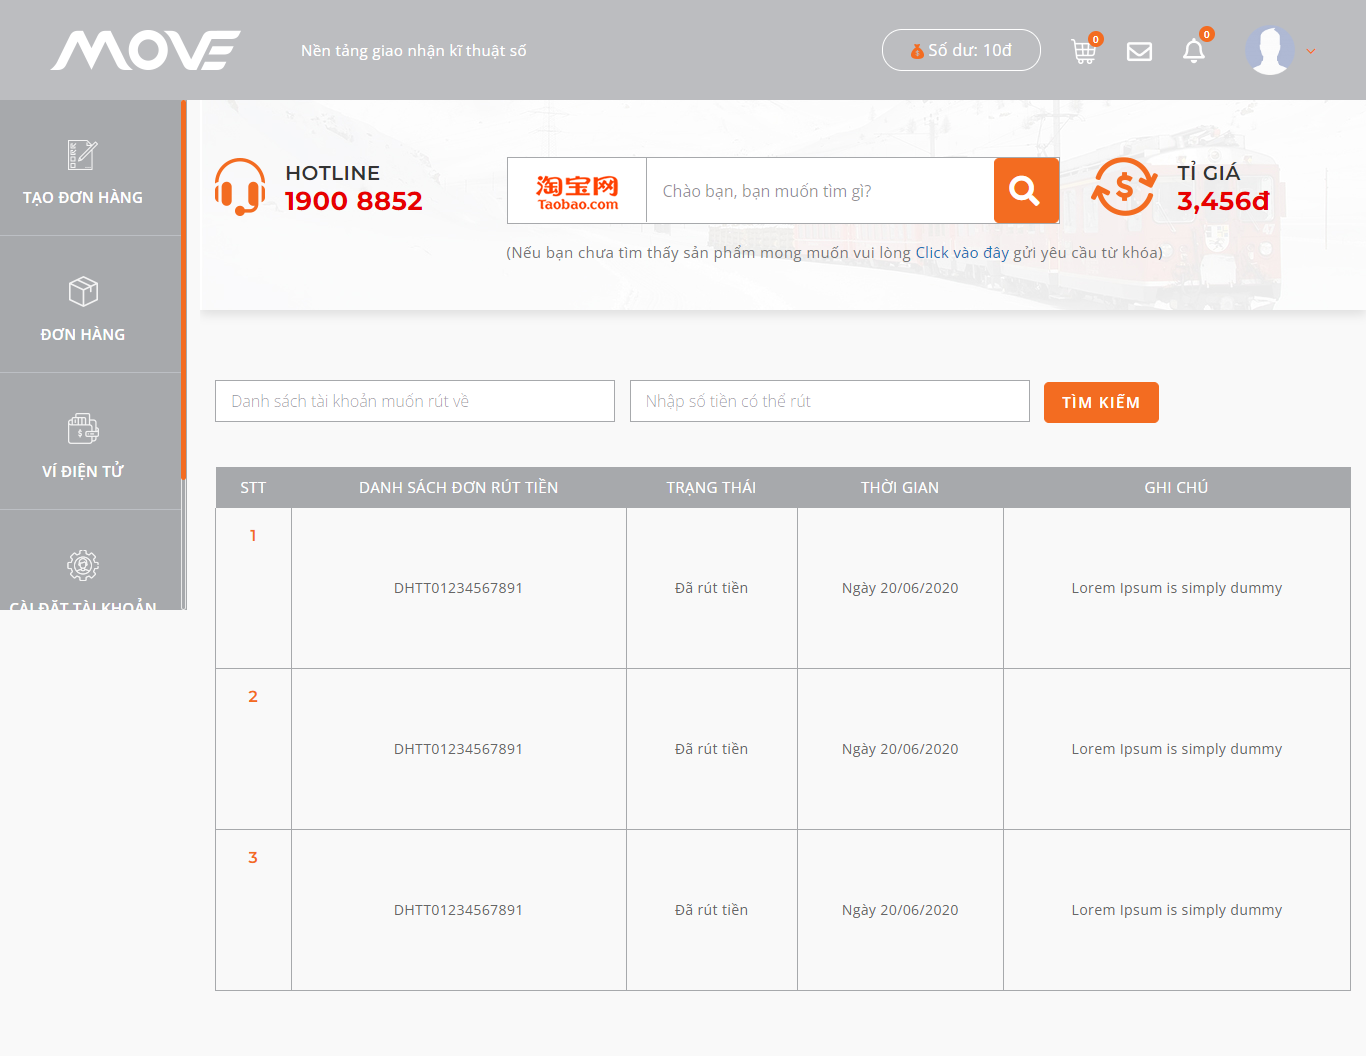 MOVE
Nền tảng giao nhận kĩ thuật số
Số dư: 10đ
0
0
TẠO ĐƠN HÀNG
ĐƠN HÀNG
VÍ ĐIỆN TỬ
CÀI ĐẶT TÀI KHOẢN
HOTLINE
1900 8852
淘宝网
Taobao.com
Chào bạn, bạn muốn tìm gì?
TỈ GIÁ
3,456đ
(Nếu bạn chưa tìm thấy sản phẩm mong muốn vui lòng Click vào đây gửi yêu cầu từ khóa)
Danh sách tài khoản muốn rút về
Nhập số tiền có thể rút
TÌM KIẾM
STT DANH SÁCH ĐƠN RÚT TIỀN TRẠNG THÁI THỜI GIAN GHI CHÚ
1 DHTT01234567891 Đã rút tiền Ngày 20/06/2020 Lorem Ipsum is simply dummy
2 DHTT01234567891 Đã rút tiền Ngày 20/06/2020 Lorem Ipsum is simply dummy
3 DHTT01234567891 Đã rút tiền Ngày 20/06/2020 Lorem Ipsum is simply dummy